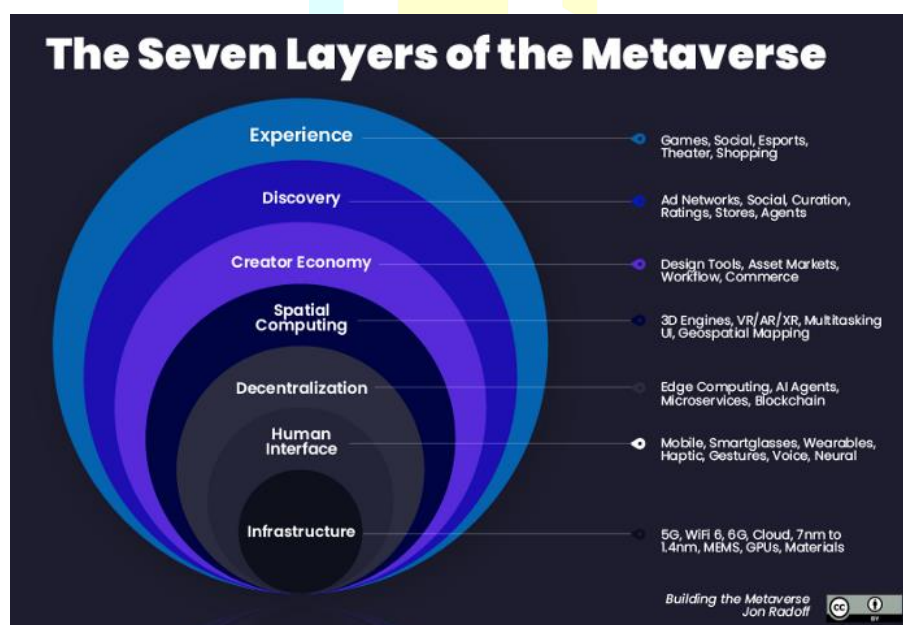 The Seven Layers of the Metaverse
Experience
Games, Social, Esports,
Theater, Shopping
Discovery
Ad Networks, Social, Curation,
Ratings, Stores, Agents
Creator Economy
Design Tools, Asset Markets,
Workflow, Commerce
Spatial
Computing
3D Engines, VR/AR/XR, Multitasking
UI, Geospatial Mapping
Decentralization
Edge Computing, AI Agents,
Microservices, Blockchain
Human
Interface
Mobile, Smartglasses, Wearables,
Haptic, Gestures, Voice, Neural
Infrastructure
5G, WiFi 6, 6G, Cloud, 7nm to
1.4nm, MEMS, GPUs, Materials
Building the Metaverse
Jon Radoff
cc
BY